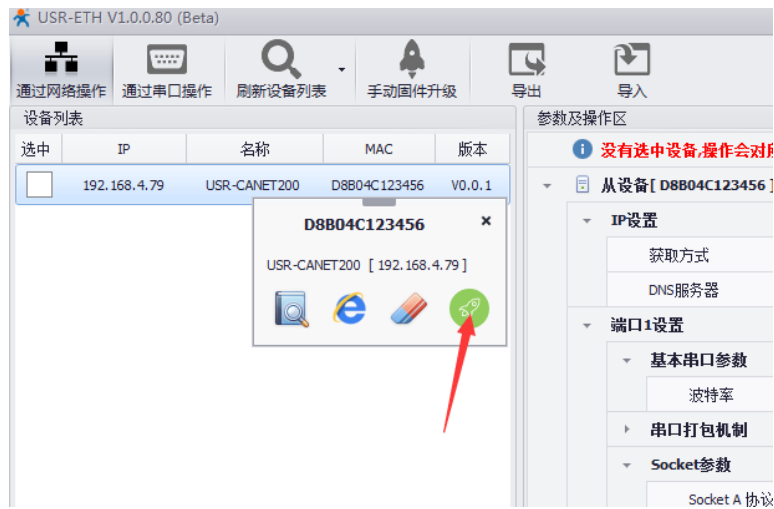 USR-ETH V1.0.0.80 (Beta)
通过网络操作 通过串口操作 刷新设备列表 手动固件升级 导出 导入
设备列表
参数及操作区
选中 IP 名称 MAC 版本
没有选中设备,操作会对
192.168.4.79 USR-CANET200 D8B04C123456 V0.0.1
从设备[ D8B04C123456 ]
D8B04C123456 ×
USR-CANET200 [ 192.168.4.79 ]
IP设置
获取方式
DNS服务器
端口1设置
基本串口参数
波特率
串口打包机制
Socket参数
Socket A 协议